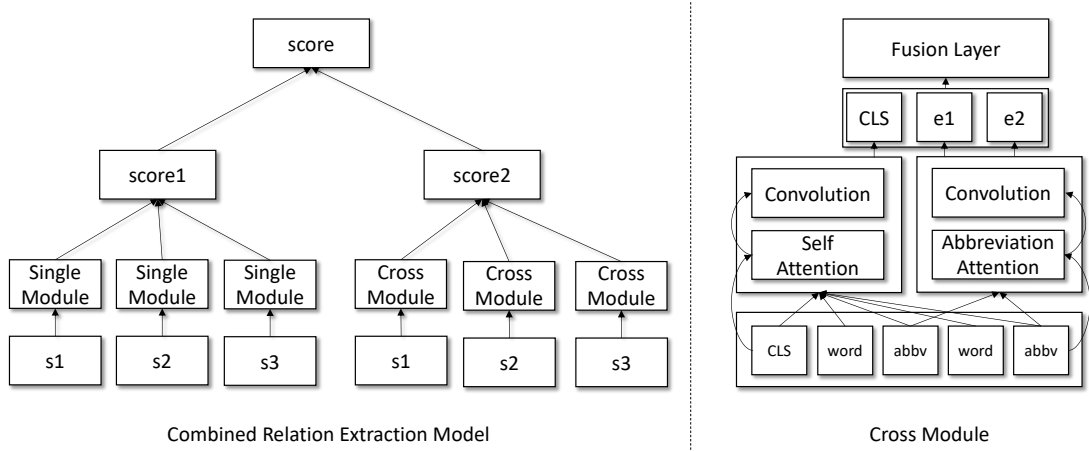 score
score1
score2
Single
Module
Single
Module
Single
Module
Cross
Module
Cross
Module
Cross
Module
s1
s2
s3
s1
s2
s3
Combined Relation Extraction Model
Fusion Layer
CLS
e1
e2
Convolution
Convolution
Self
Attention
Abbreviation
Attention
CLS
word
abbv
word
abbv
Cross Module